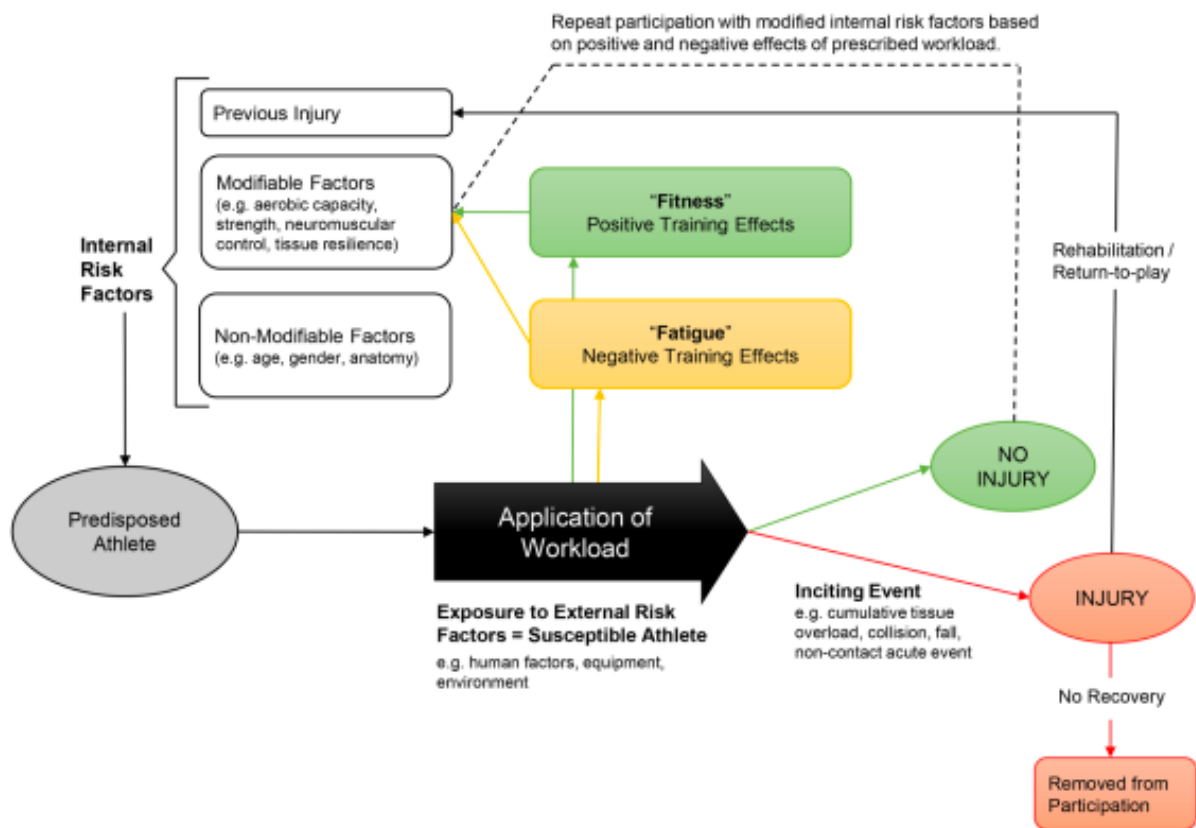 Repeat participation with modified internal risk factors based
on positive and negative effects of prescribed workload.
Previous Injury
Modifiable Factors
(e.g. aerobic capacity,
strength, neuromuscular
control, tissue resilience)
"Fitness"
Positive Training Effects
Internal
Risk
Factors
Rehabilitation /
Return-to-play
Non-Modifiable Factors
(e.g. age, gender, anatomy)
"Fatigue"
Negative Training Effects
NO
INJURY
Predisposed
Athlete
Application of
Workload
Exposure to External Risk
Factors = Susceptible Athlete
e.g. human factors, equipment,
environment
Inciting Event
e.g. cumulative tissue
overload, collision, fall,
non-contact acute event
INJURY
No Recovery
Removed from
Participation